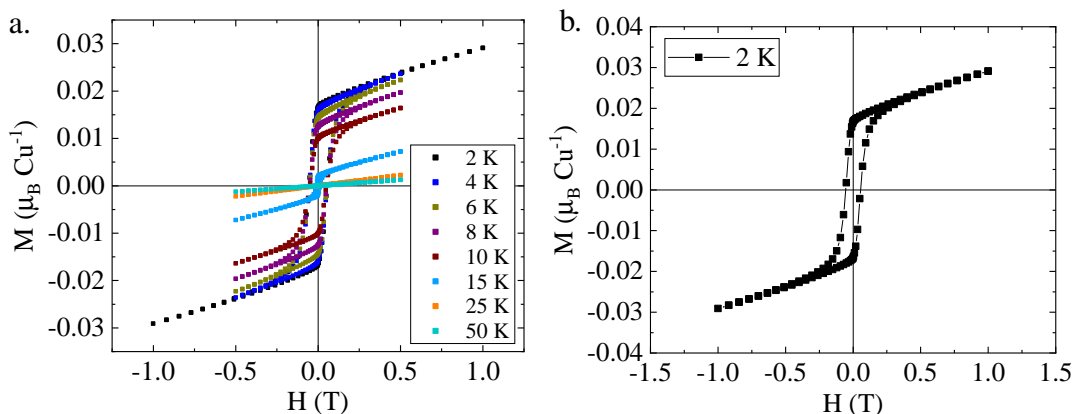 a.
0.03
0.02
0.01
0.00
-0.01
-0.02
-0.03
M (μB Cu-1)
2 K
4 K
6 K
8 K
10 K
15 K
25 K
50 K
-1.0 -0.5 0.0 0.5 1.0
H (T)
b.
0.04
0.03
0.02
0.01
0.00
-0.01
-0.02
-0.03
-0.04
M (μB Cu-1)
2 K
-1.5 -1.0 -0.5 0.0 0.5 1.0 1.5
H (T)